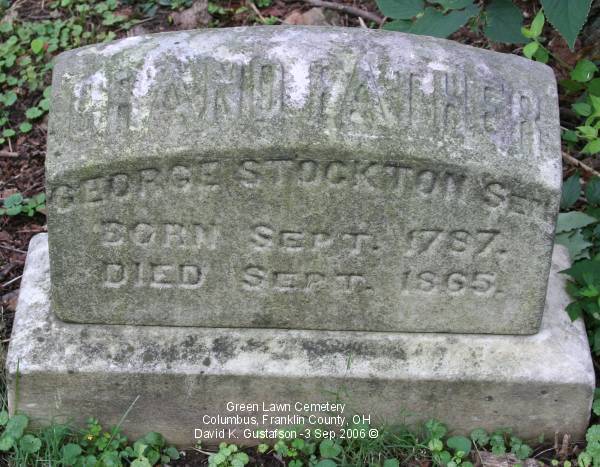 GRANDFATHER
GEORGE STOCKTON SEN.
BORN SEPT. 1787.
DIED SEPT. 1865.
Green Lawn Cemetery
Columbus, Franklin County, OH
David K. Gustafson -3 Sep 2006 ©